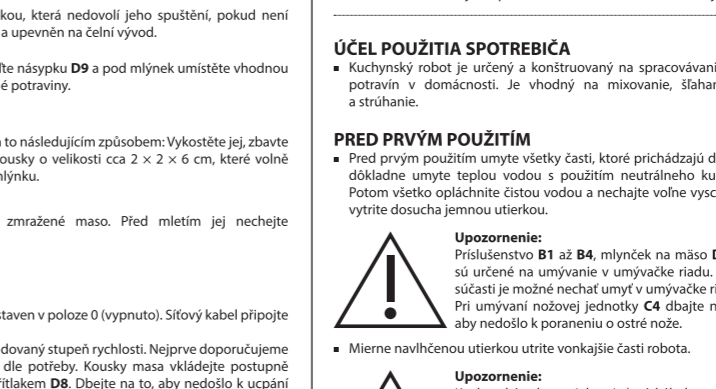 kou, která nedovolí jeho spuštění, pokud není
a upevněn na čelní vývod.
te násypku D9 a pod mlýnek umístěte vhodnou
é potraviny.
to následujícím způsobem: Vykostěte jej, zbavte
ousky o velikosti cca 2 × 2 × 6 cm, které volně
mlýnku.
zmražené maso. Před mletím jej nechejte
staven v poloze 0 (vypnuto). Síťový kabel připojte
dovaný stupeň rychlosti. Nejprve doporučujeme
dle potřeby. Kousky masa vkládejte postupně
řítlakem D8. Dbejte na to, aby nedošlo k ucpání
ÚČEL POUŽITIA SPOTREBIČA
▪ Kuchynský robot je určený a konštruovaný na spracovávani
potravín v domácnosti. Je vhodný na mixovanie, šľahan
a strúhanie.
PRED PRVÝM POUŽITÍM
▪ Pred prvým použitím umyte všetky časti, ktoré prichádzajú d
dôkladne umyte teplou vodou s použitím neutrálneho ku
Potom všetko opláchnite čistou vodou a nechajte voľne vysc
vytrite dosucha jemnou utierkou.
Upozornenie:
Príslušenstvo B1 až B4, mlynček na mäso D
sú určené na umývanie v umývačke riadu.
súčasti je možné nechať umyť v umývačke ri
Pri umývaní nožovej jednotky C4 dbajte n
aby nedošlo k poraneniu o ostré nože.
▪ Mierne navlhčenou utierkou utrite vonkajšie časti robota.
Upozornenie: